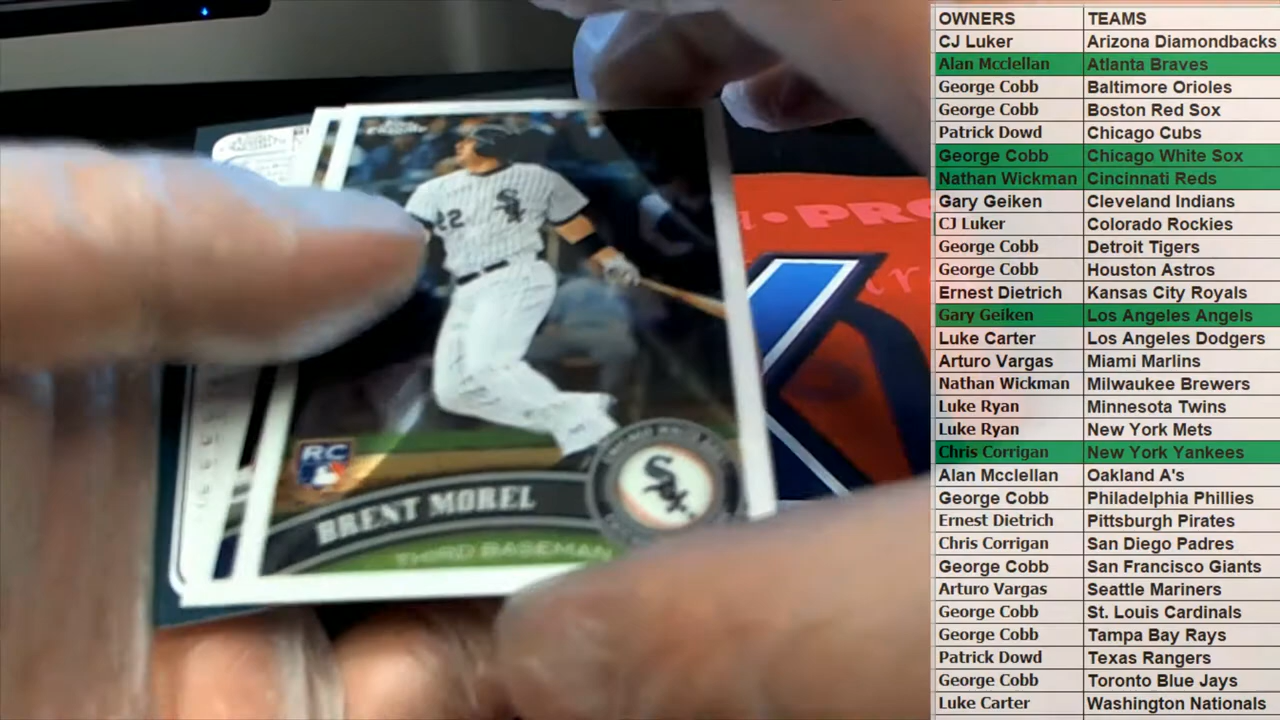 22
SOX
RC
BRENT MOREL
THIRD BASEMAN
SOX
PRO
OWNERS TEAMS
CJ Luker Arizona Diamondbacks
Alan Mcclellan Atlanta Braves
George Cobb Baltimore Orioles
George Cobb Boston Red Sox
Patrick Dowd Chicago Cubs
George Cobb Chicago White Sox
Nathan Wickman Cincinnati Reds
Gary Geiken Cleveland Indians
CJ Luker Colorado Rockies
George Cobb Detroit Tigers
George Cobb Houston Astros
Ernest Dietrich Kansas City Royals
Gary Geiken Los Angeles Angels
Luke Carter Los Angeles Dodgers
Arturo Vargas Miami Marlins
Nathan Wickman Milwaukee Brewers
Luke Ryan Minnesota Twins
Luke Ryan New York Mets
Chris Corrigan New York Yankees
Alan Mcclellan Oakland A's
George Cobb Philadelphia Phillies
Ernest Dietrich Pittsburgh Pirates
Chris Corrigan San Diego Padres
George Cobb San Francisco Giants
Arturo Vargas Seattle Mariners
George Cobb St. Louis Cardinals
George Cobb Tampa Bay Rays
Patrick Dowd Texas Rangers
George Cobb Toronto Blue Jays
Luke Carter Washington Nationals